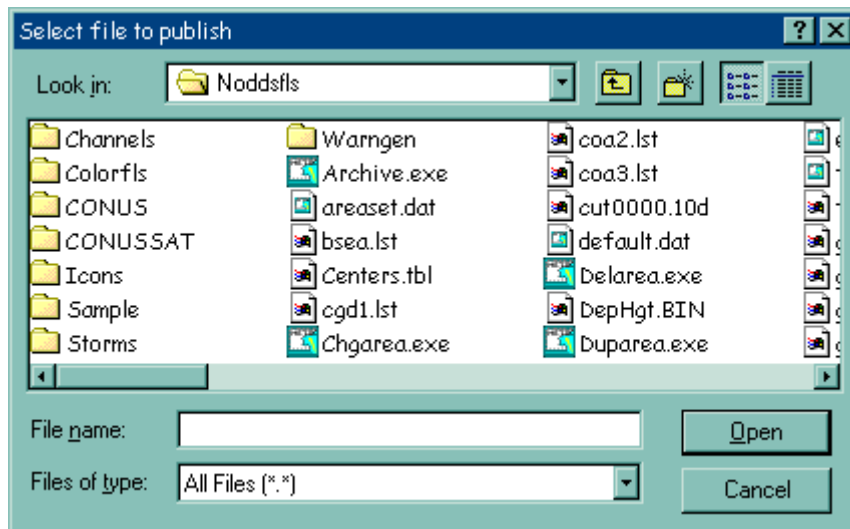 Select file to publish
Look in: Noddsfls
Channels Warngen coa2.lst
Colorfls Archive.exe coa3.lst
CONUS areaset.dat cut0000.10d
CONUSSAT bsea.lst default.dat
Icons Centers.tbl Delarea.exe
Sample cgd1.lst DepHgt.BIN
Storms Chgarea.exe Duparea.exe
File name: Open
Files of type: All Files (*.*) Cancel